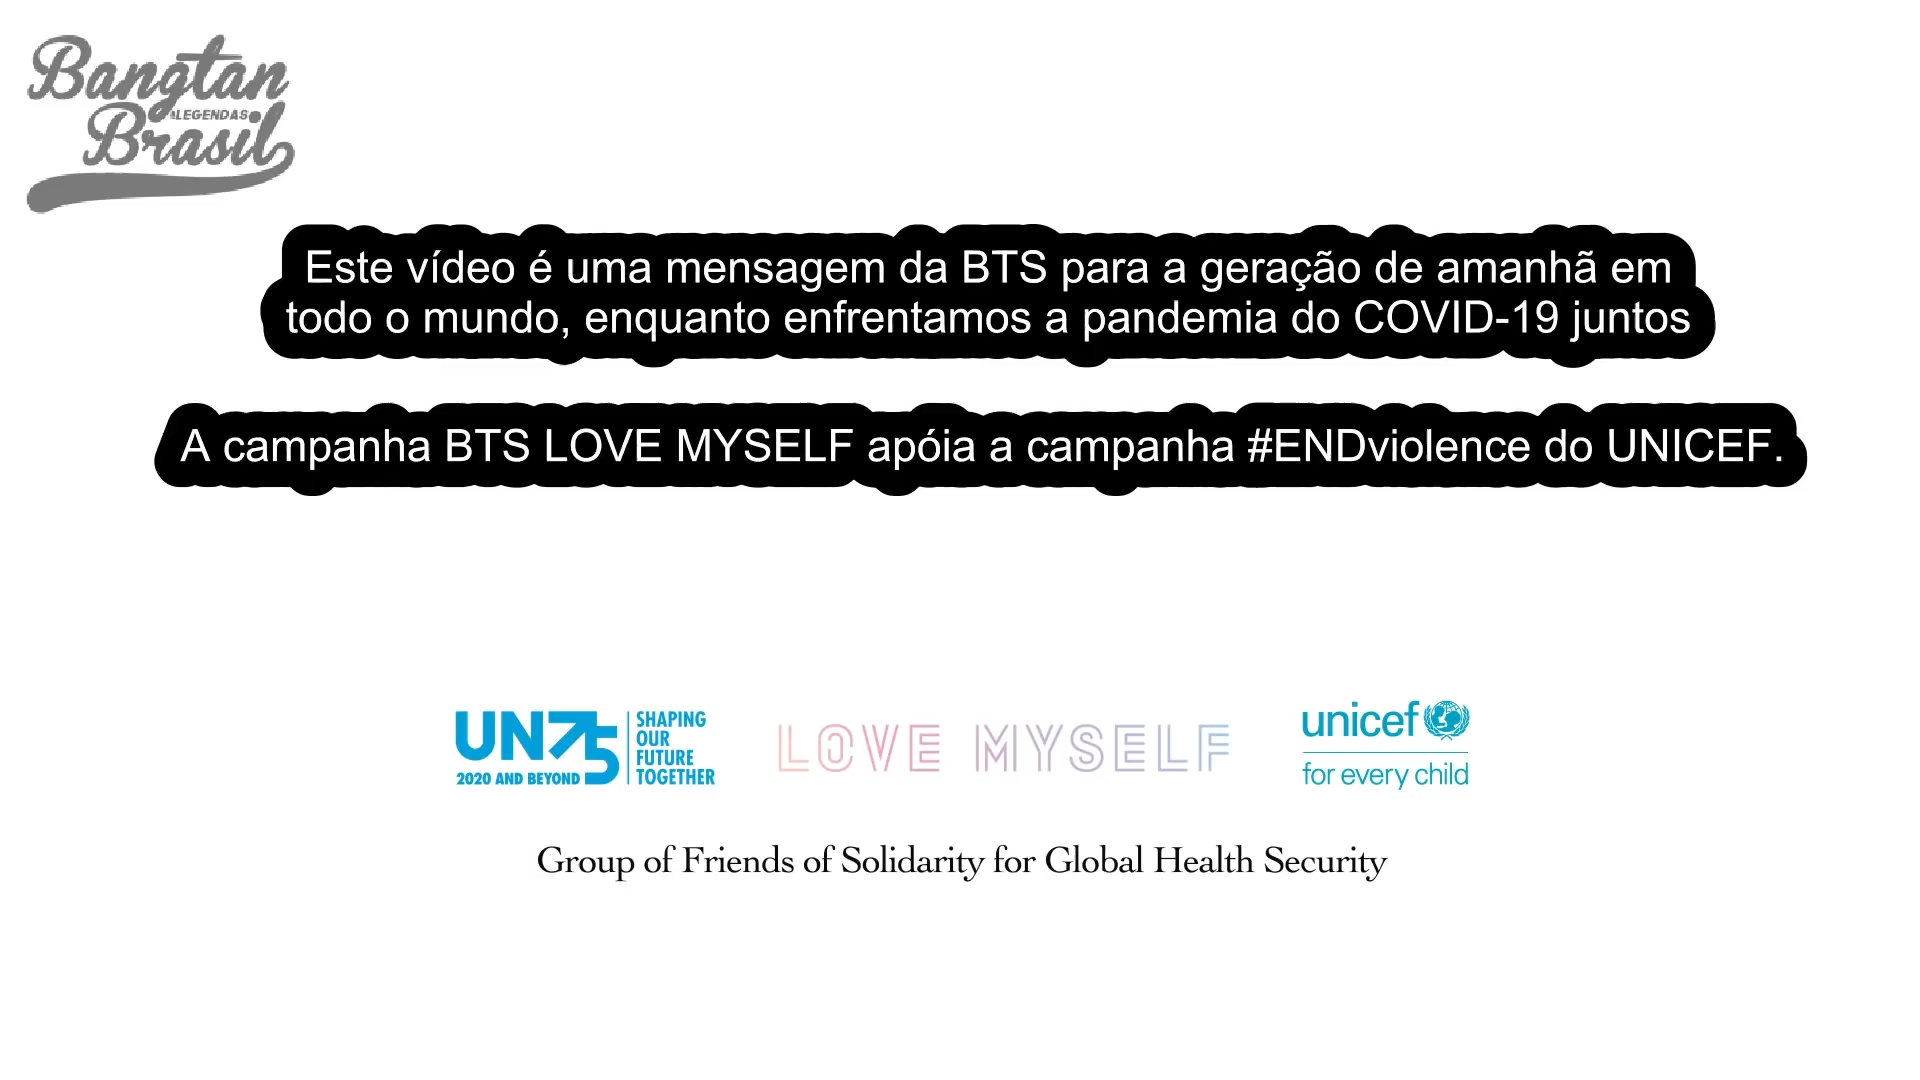 Bangtan
LEGENDAS
Brasil
Este vídeo é uma mensagem da BTS para a geração de amanhã em
todo o mundo, enquanto enfrentamos a pandemia do COVID-19 juntos
A campanha BTS LOVE MYSELF apóia a campanha #ENDviolence do UNICEF.
UN75
2020 AND BEYOND
SHAPING
OUR
FUTURE
TOGETHER
LOVE MYSELF
unicef
for every child
Group of Friends of Solidarity for Global Health Security